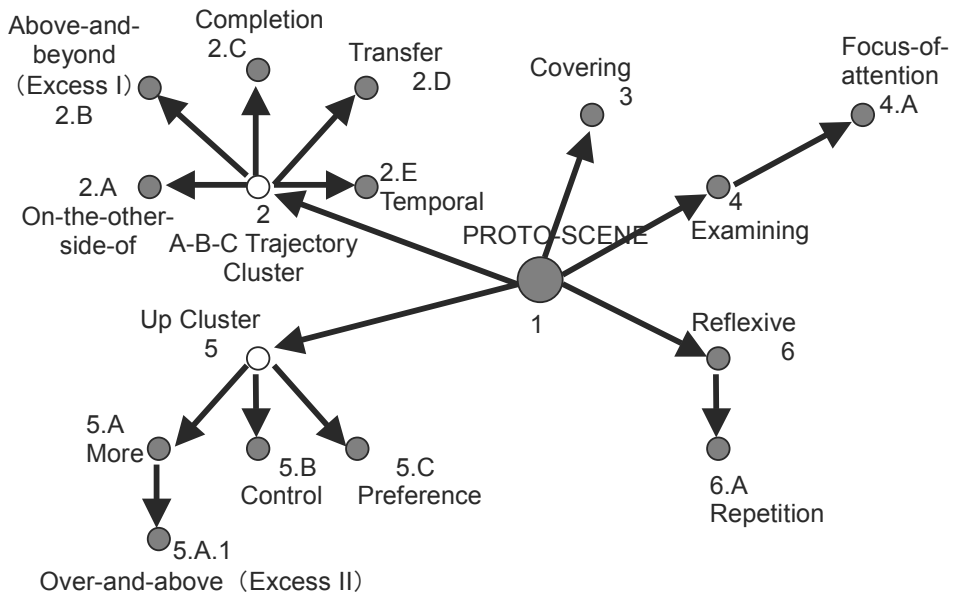 Above-and-
beyond
（Excess I）
2.B
Completion
2.C
Transfer
2.D
2.A
On-the-other-
side-of
2.E
Temporal
2
A-B-C Trajectory
Cluster
Covering
3
Focus-of-
attention
4.A
4
Examining
PROTO-SCENE
1
Up Cluster
5
Reflexive
6
5.A
More
5.B
Control
5.C
Preference
6.A
Repetition
5.A.1
Over-and-above（Excess II）